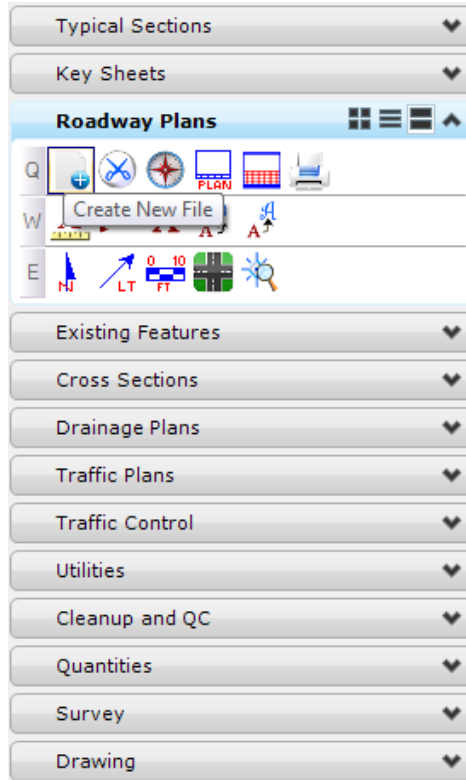 Typical Sections
Key Sheets
Roadway Plans
Q
PLAN
Create New File
W
A
A
E
N
LT
0 10
FT
Existing Features
Cross Sections
Drainage Plans
Traffic Plans
Traffic Control
Utilities
Cleanup and QC
Quantities
Survey
Drawing